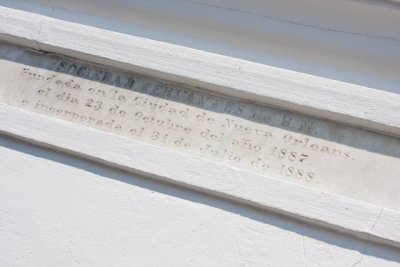 SOCIEDAD CERVANTES de B. M.
Fundada en la Ciudad de Nueva Orleans,
el dia 23 de Octubre del año 1887,
e incorporada el 31 de Julio de 1888.